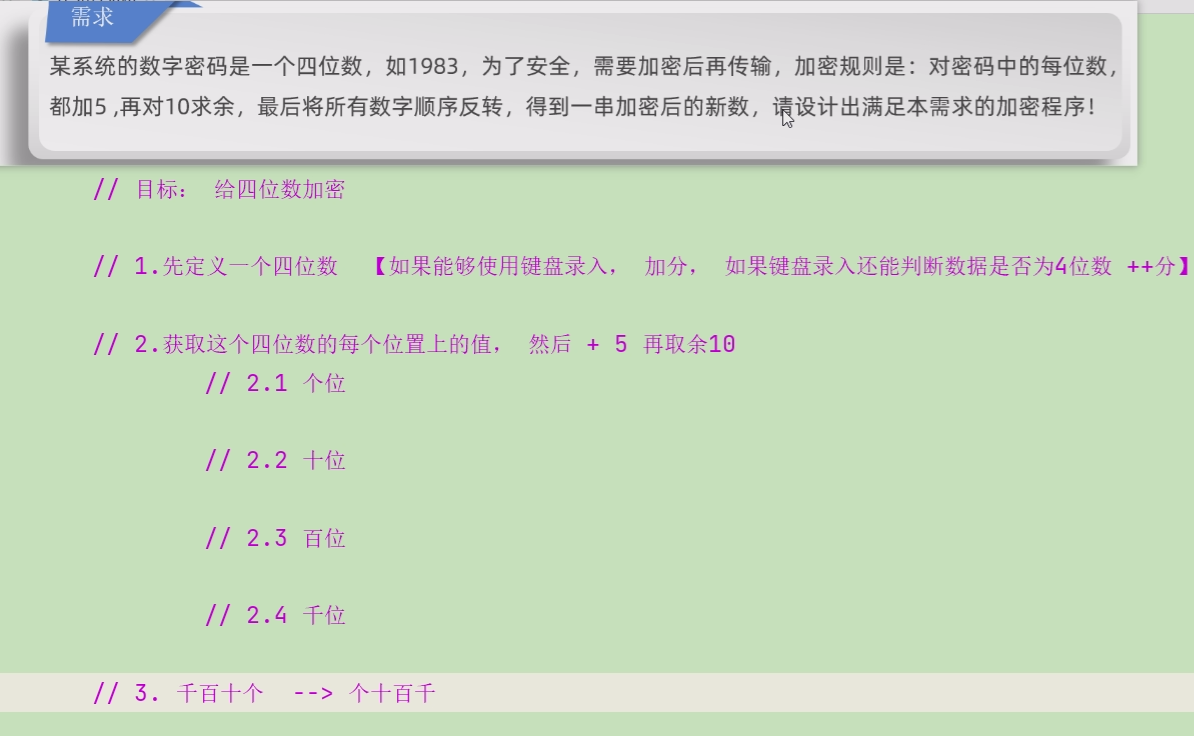 需求
某系统的数字密码是一个四位数，如1983，为了安全，需要加密后再传输，加密规则是：对密码中的每位数，
都加5 ,再对10求余，最后将所有数字顺序反转，得到一串加密后的新数，请设计出满足本需求的加密程序！
// 目标： 给四位数加密
// 1.先定义一个四位数 【如果能够使用键盘录入， 加分， 如果键盘录入还能判断数据是否为4位数 ++分】
// 2.获取这个四位数的每个位置上的值， 然后 + 5 再取余10
// 2.1 个位
// 2.2 十位
// 2.3 百位
// 2.4 千位
// 3. 千百十个 --> 个十百千